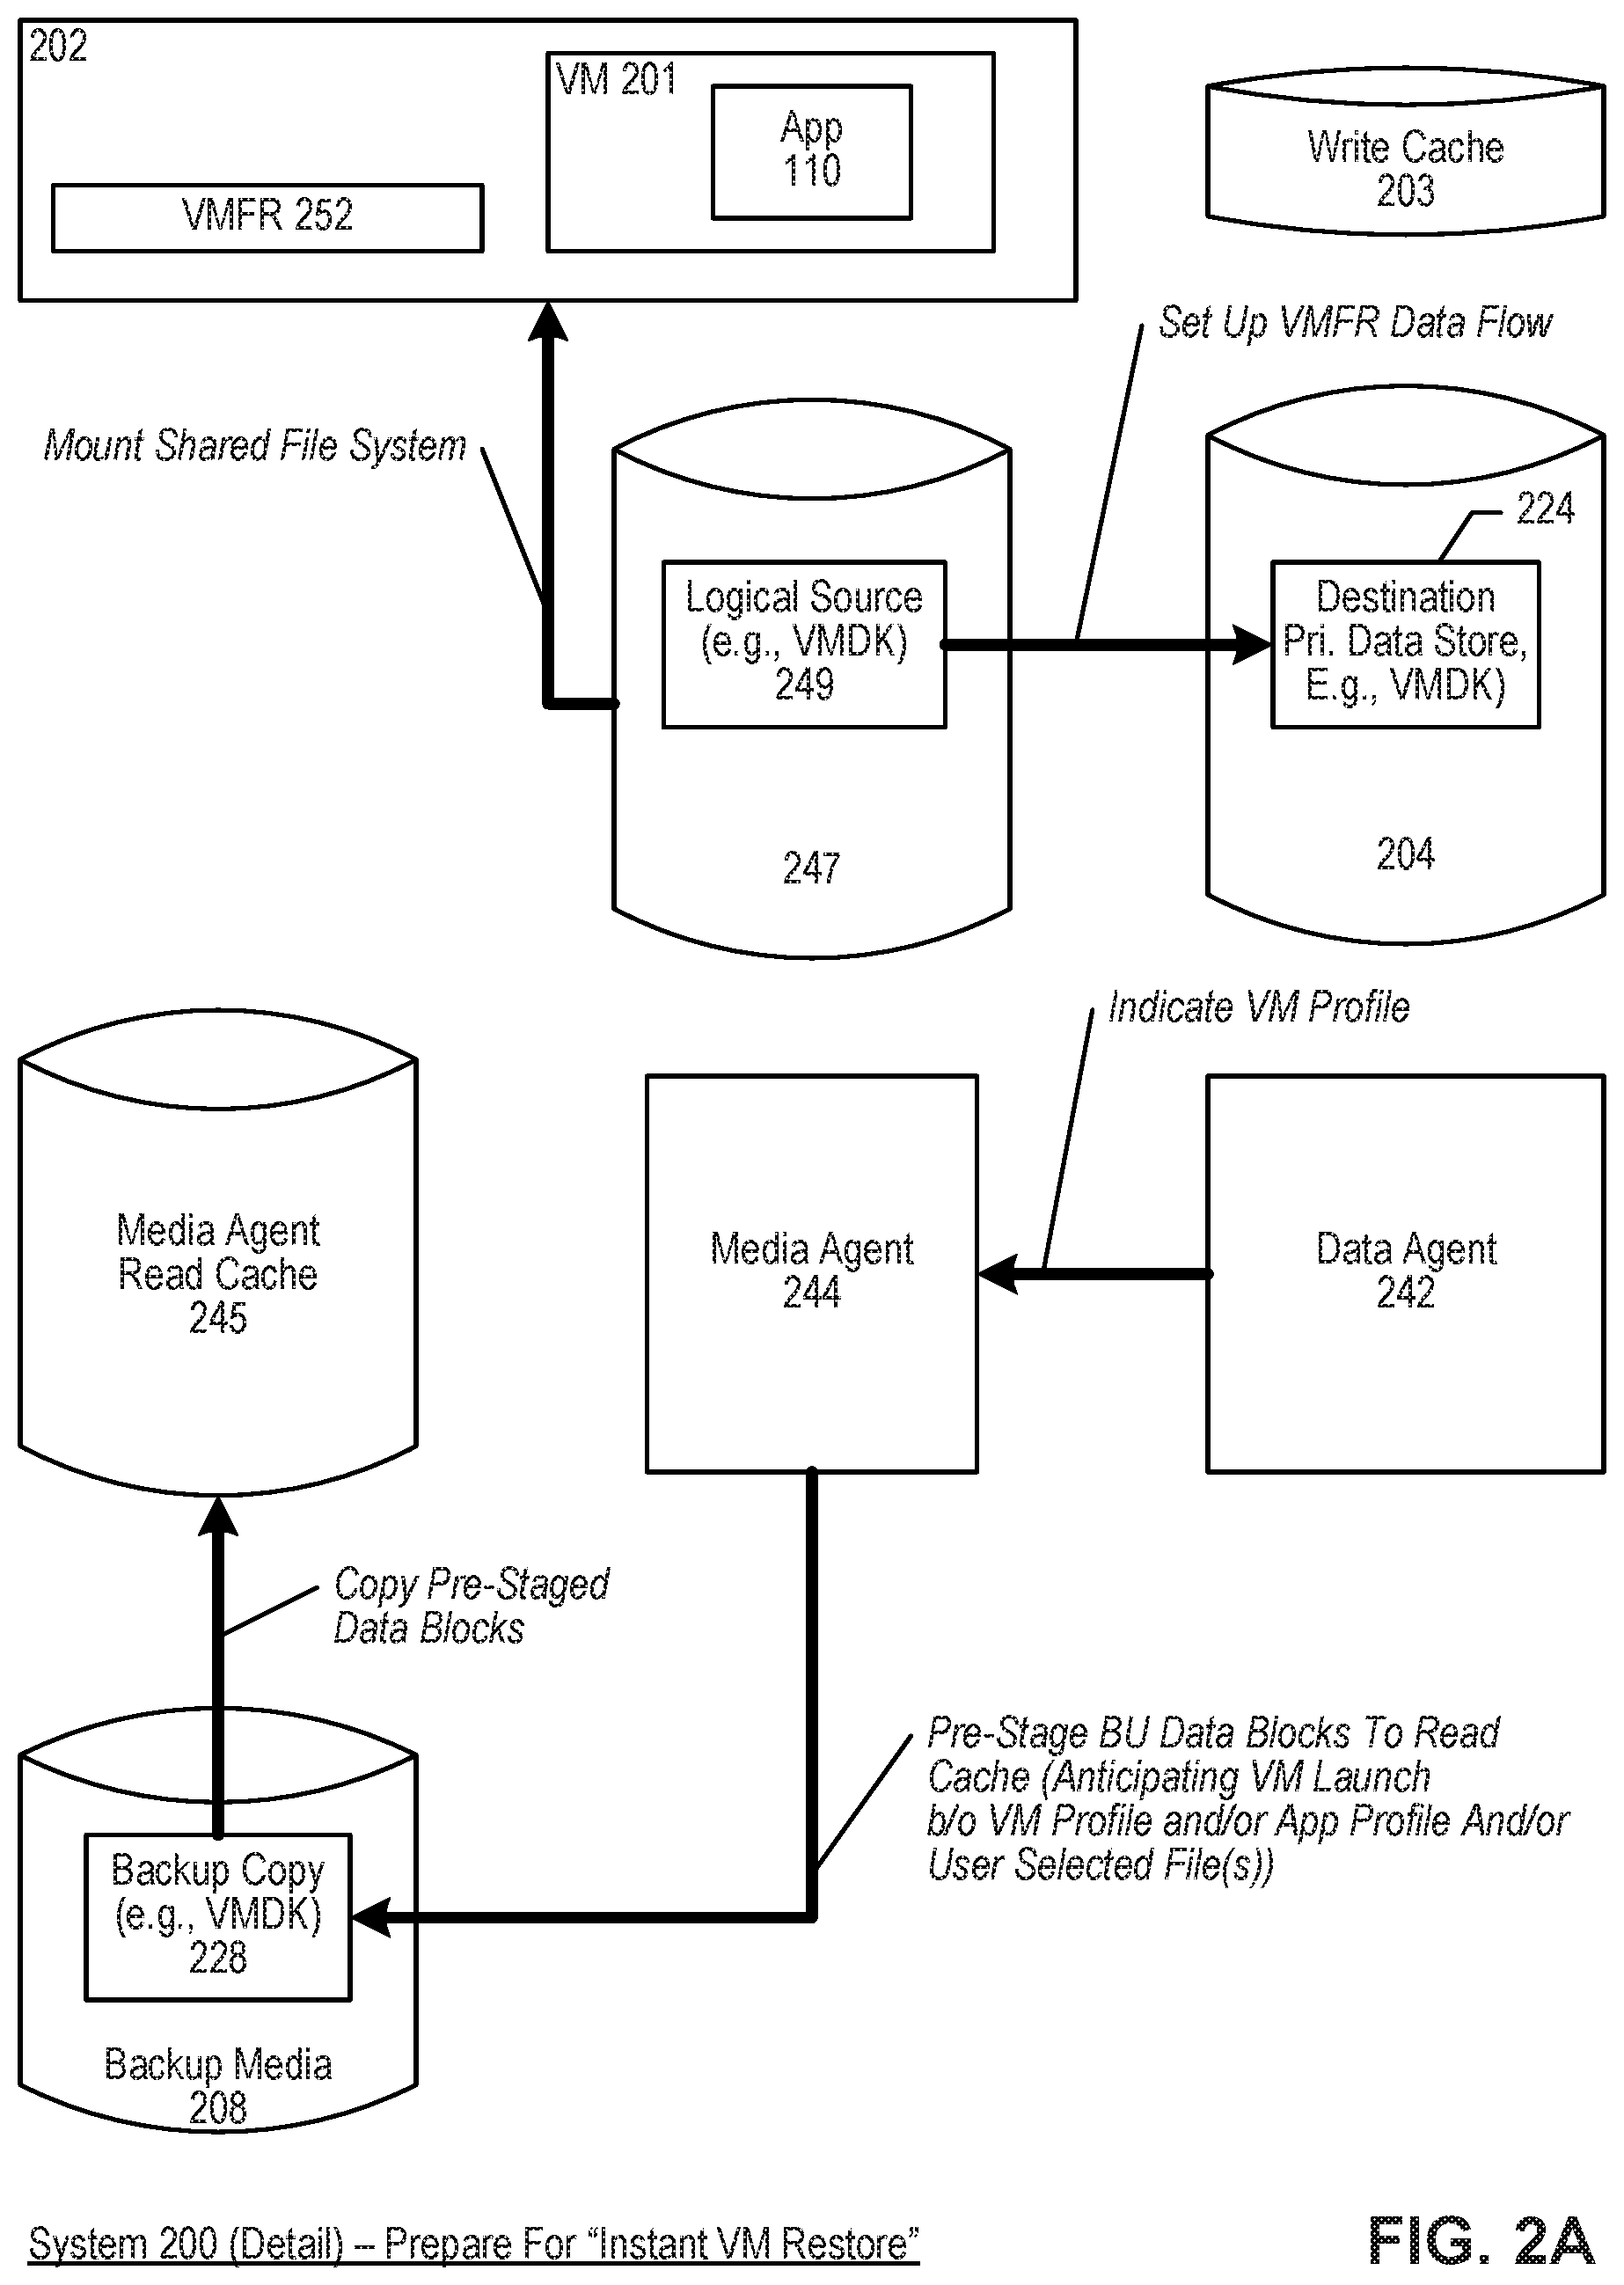 202
VM 201
App
110
VMFR 252
Write Cache
203
Set Up VMFR Data Flow
Mount Shared File System
224
Logical Source
(e.g., VMDK)
249
Destination
Pri. Data Store,
E.g., VMDK)
247
204
Indicate VM Profile
Media Agent
Read Cache
245
Media Agent
244
Data Agent
242
Copy Pre-Staged
Data Blocks
Pre-Stage BU Data Blocks To Read
Cache (Anticipating VM Launch
b/o VM Profile and/or App Profile And/or
User Selected File(s))
Backup Copy
(e.g., VMDK)
228
Backup Media
208
System 200 (Detail) – Prepare For “Instant VM Restore”
FIG. 2A